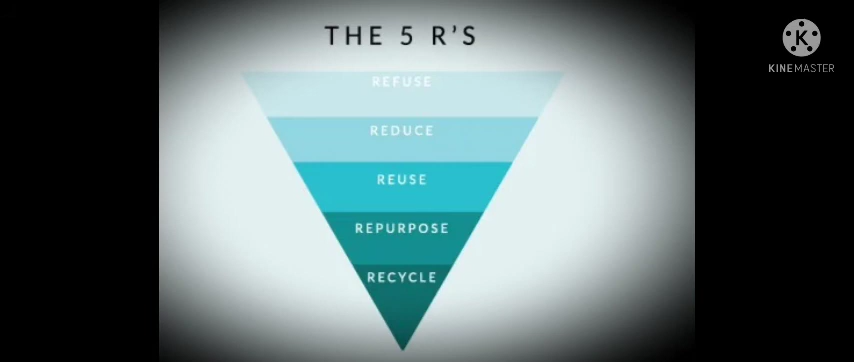 THE 5 R'S
REFUSE
REDUCE
REUSE
REPURPOSE
RECYCLE
KINEMASTER